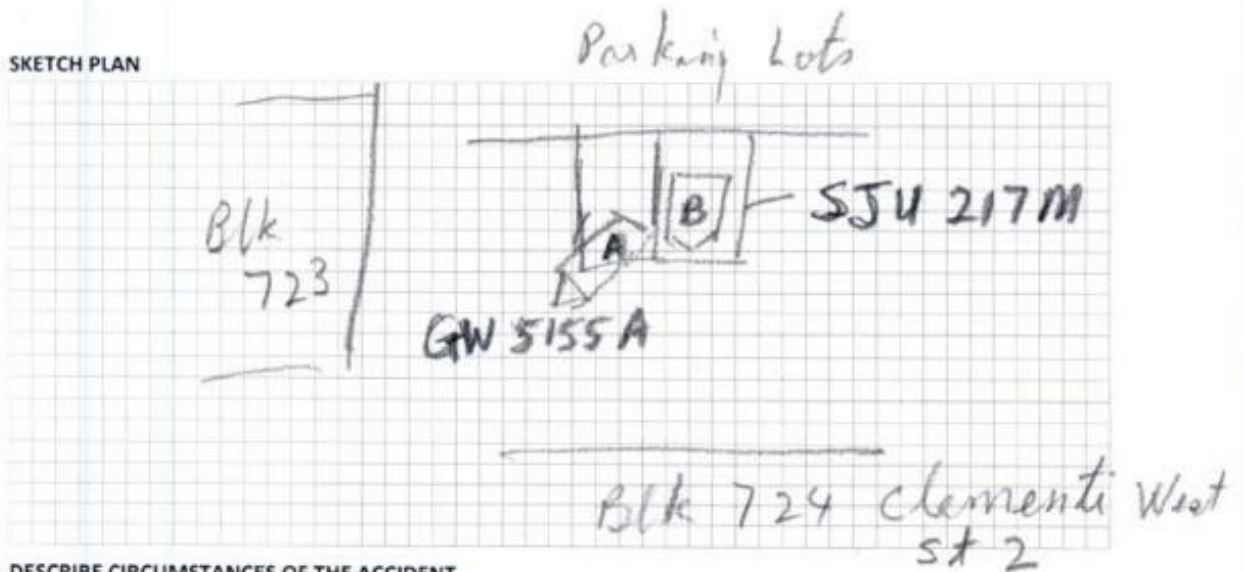 Parking Lots
SKETCH PLAN
Blk
723
B
SJU 217M
A
GW 5155A
Blk 724 Clementi West
st 2
DESCRIBE CIRCUMSTANCES OF THE ACCIDENT